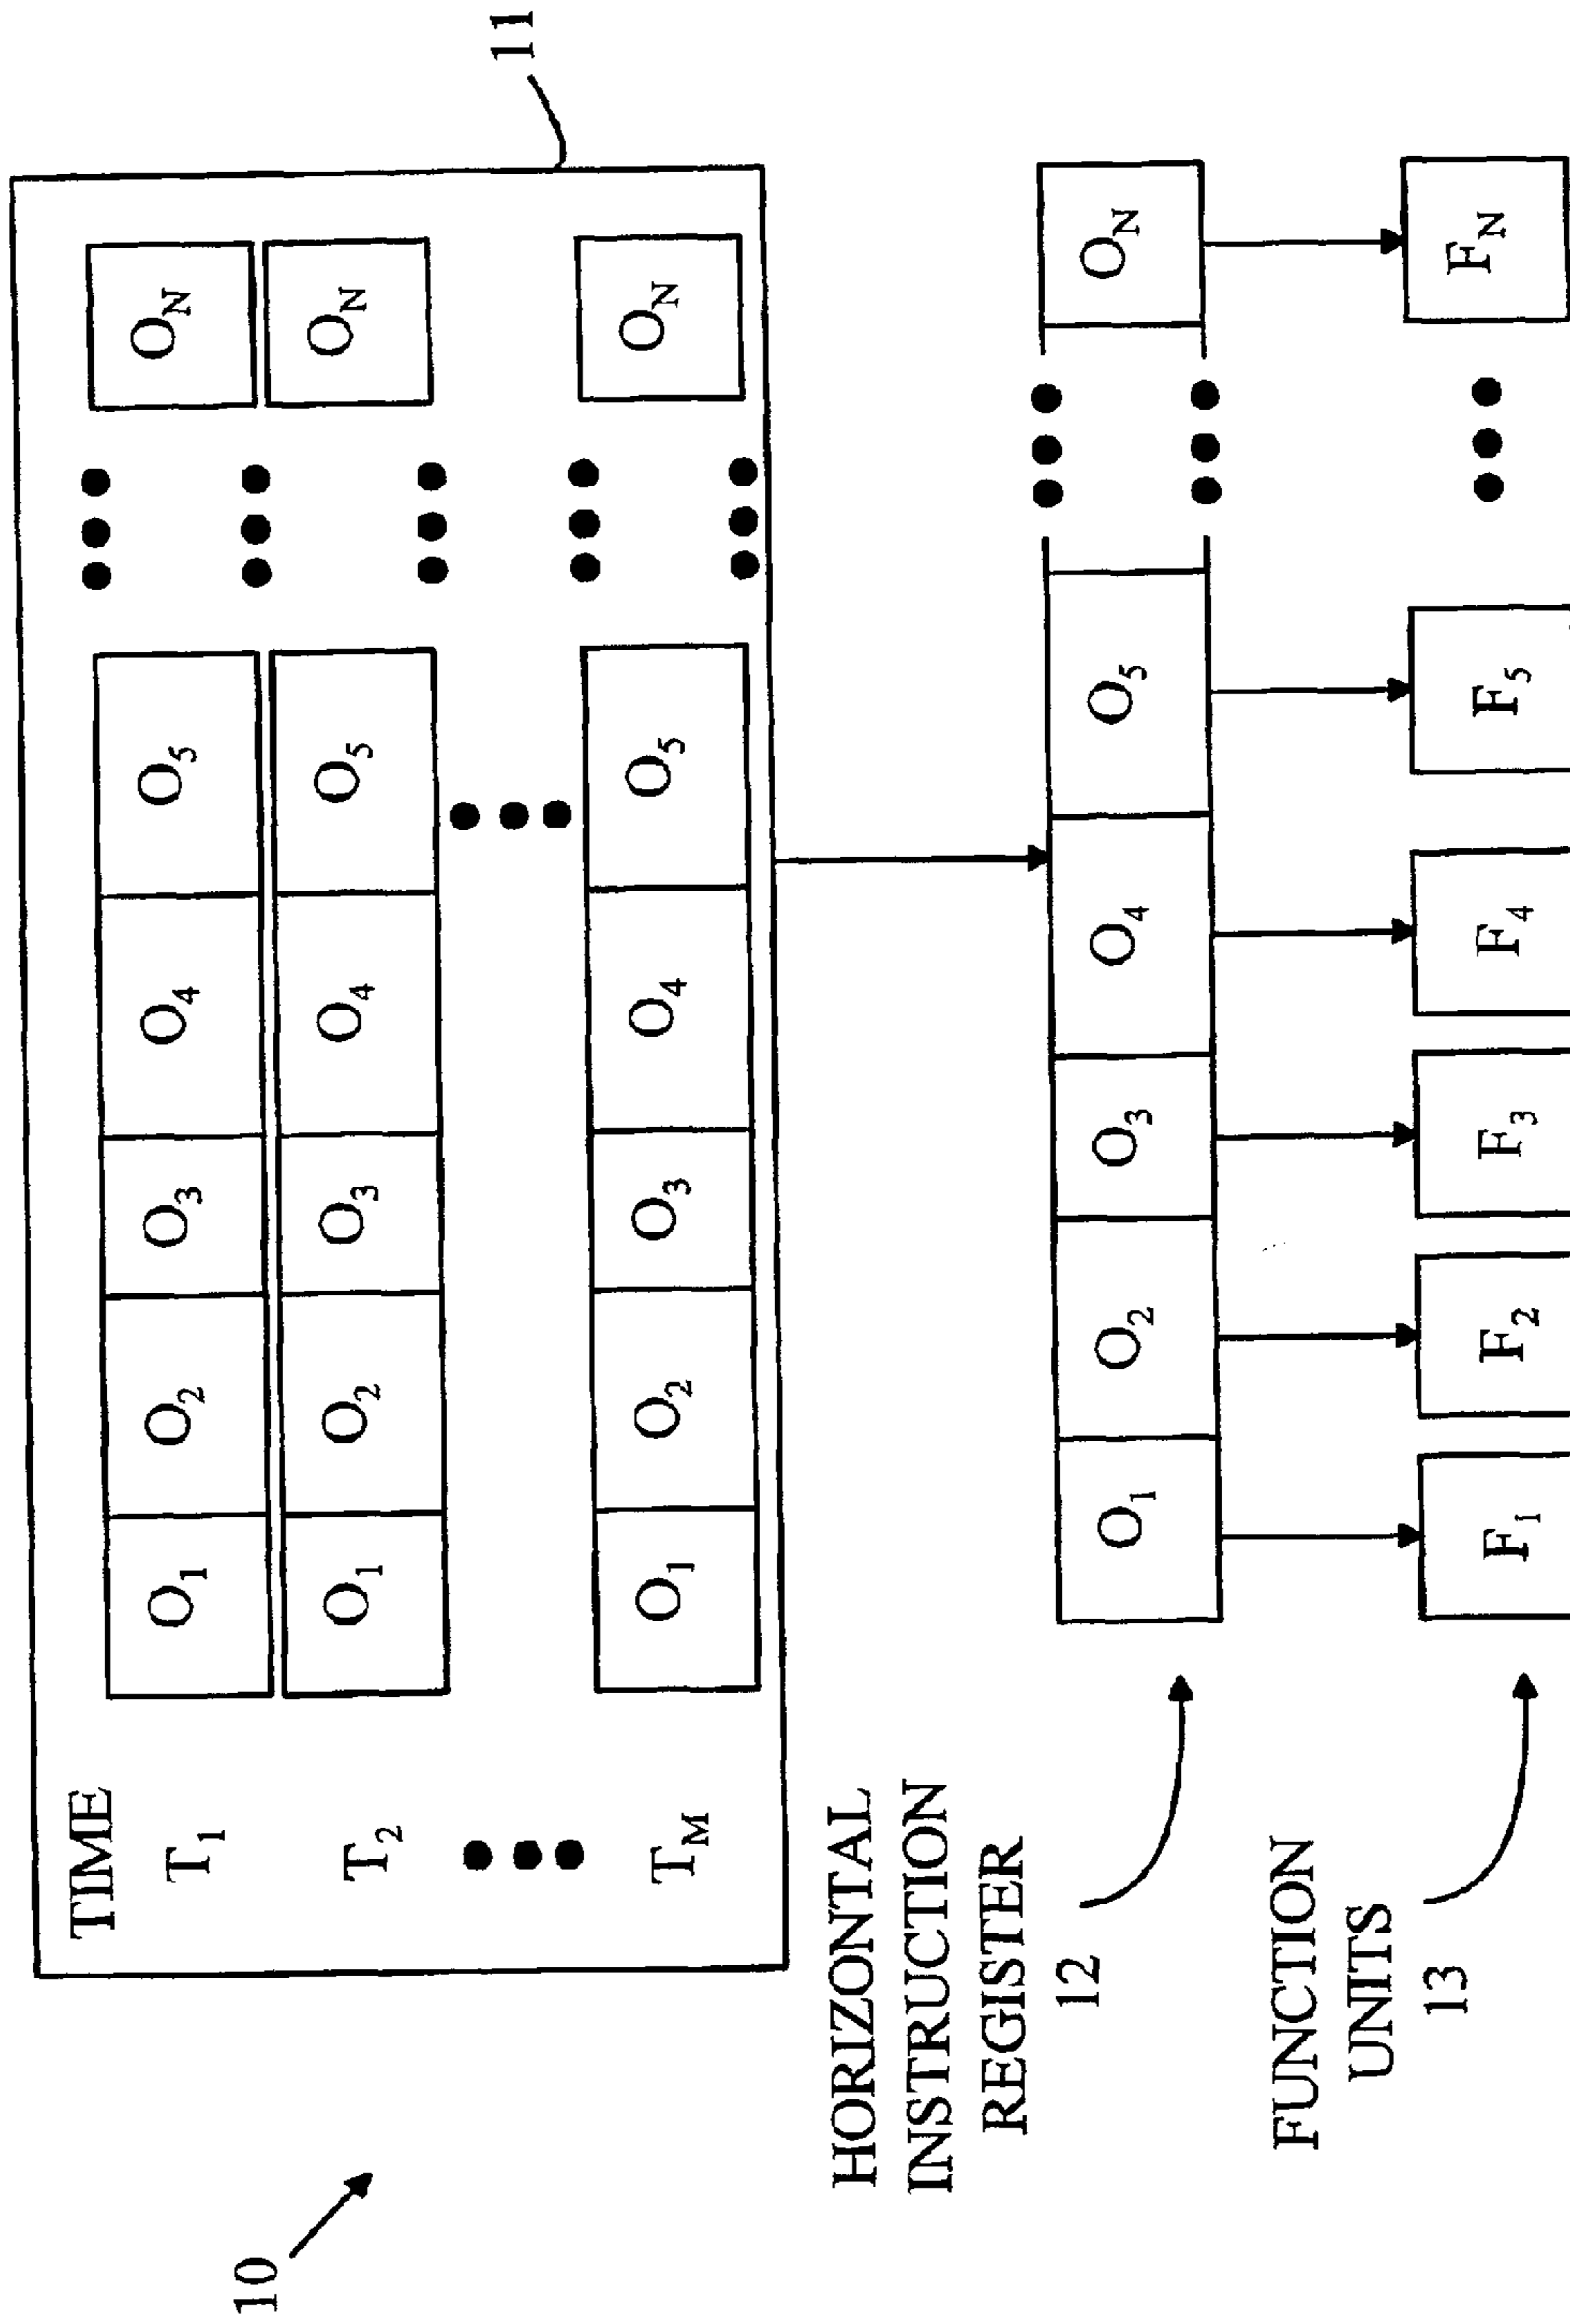 10
11
TIME
T₁ O₁ O₂ O₃ O₄ O₅ Oₙ
T₂ O₁ O₂ O₃ O₄ O₅ Oₙ
Tₘ O₁ O₂ O₃ O₄ O₅ Oₙ
HORIZONTAL
INSTRUCTION
REGISTER
12
O₁ O₂ O₃ O₄ O₅ Oₙ
FUNCTION
UNITS
13
F₁ F₂ F₃ F₄ F₅ Fₙ